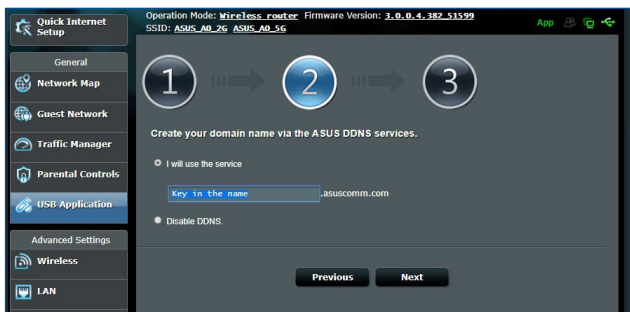 Quick Internet
Setup
Operation Mode: Wireless router Firmware Version: 3.0.0.4.382_51599
SSID: ASUS_A0_2G ASUS_A0_5G
App
General
Network Map
Guest Network
Traffic Manager
Parental Controls
USB Application
Advanced Settings
Wireless
LAN
1
2
3
Create your domain name via the ASUS DDNS services.
I will use the service
Key in the name .asuscomm.com
Disable DDNS.
Previous Next